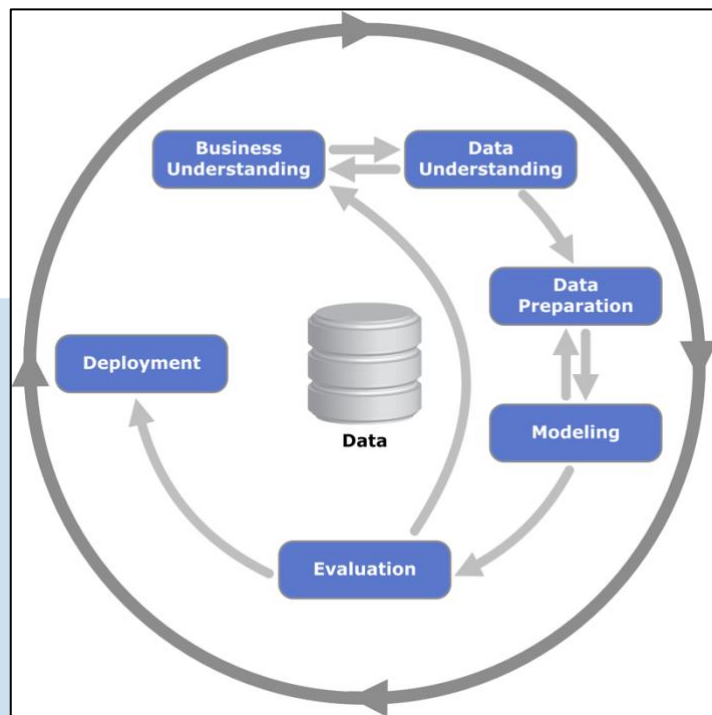 Business
Understanding
Data
Understanding
Data
Preparation
Deployment
Modeling
Data
Evaluation